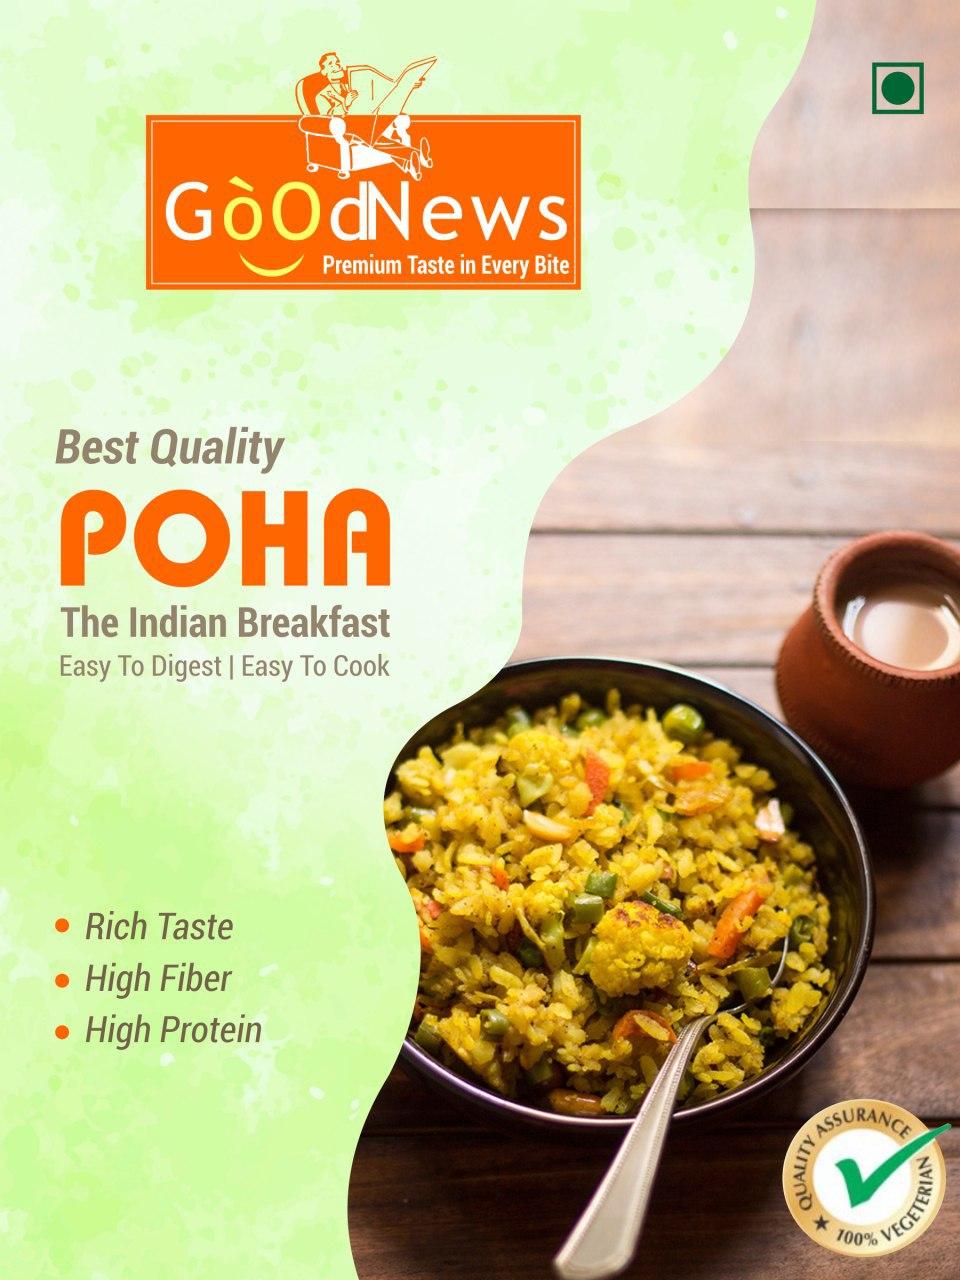 GòOdNews
Premium Taste in Every Bite
Best Quality
POHA
The Indian Breakfast
Easy To Digest | Easy To Cook
Rich Taste
High Fiber
High Protein
QUALITY ASSURANCE
100% VEGETERIAN